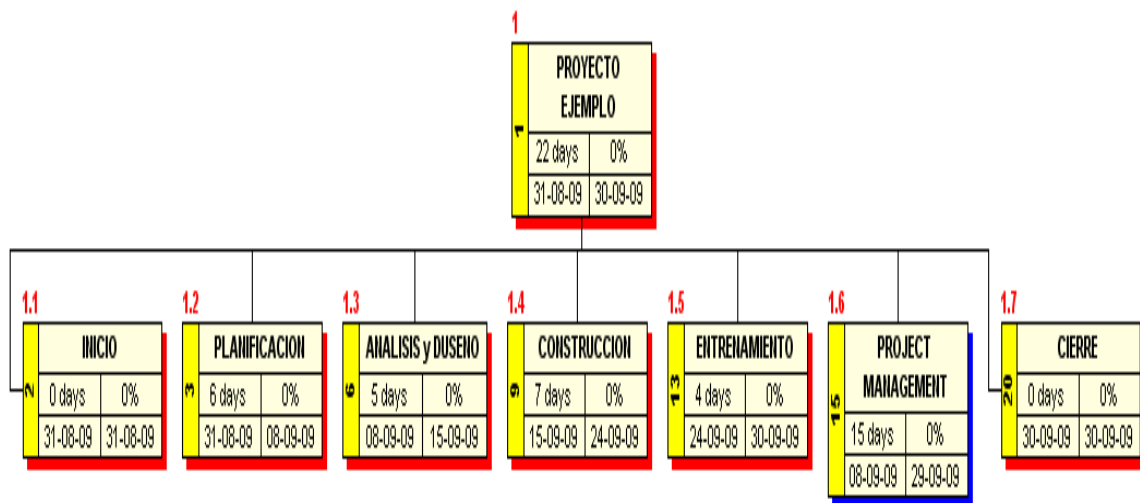 1
PROYECTO
EJEMPLO
1
22 days 0%
31-08-09 30-09-09
1.1
INICIO
2
0 days 0%
31-08-09 31-08-09
1.2
PLANIFICACION
3
6 days 0%
31-08-09 08-09-09
1.3
ANALISIS y DUSENO
6
5 days 0%
08-09-09 15-09-09
1.4
CONSTRUCCION
9
7 days 0%
15-09-09 24-09-09
1.5
ENTRENAMIENTO
13
4 days 0%
24-09-09 30-09-09
1.6
PROJECT
MANAGEMENT
15
15 days 0%
08-09-09 29-09-09
1.7
CIERRE
20
0 days 0%
30-09-09 30-09-09